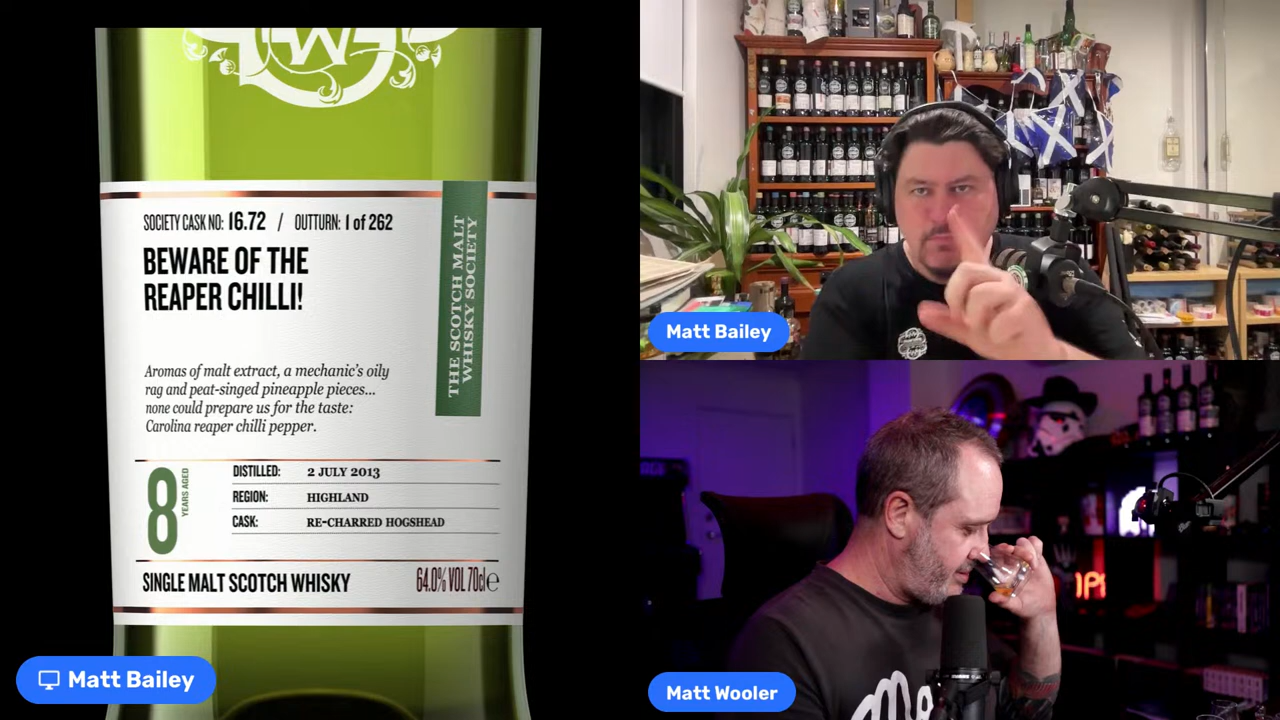 W
SOCIETY CASK NO: 16.72 / OUTTURN: 1 of 262
BEWARE OF THE
REAPER CHILLI!
THE SCOTCH MALT
WHISKY SOCIETY
Aromas of malt extract, a mechanic's oily
rag and peat-singed pineapple pieces...
none could prepare us for the taste:
Carolina reaper chilli pepper.
8 YEARS AGED
DISTILLED: 2 JULY 2013
REGION: HIGHLAND
CASK: RE-CHARRED HOGSHEAD
SINGLE MALT SCOTCH WHISKY 64.0% VOL 70cl e
Matt Bailey
Matt Bailey
Matt Wooler